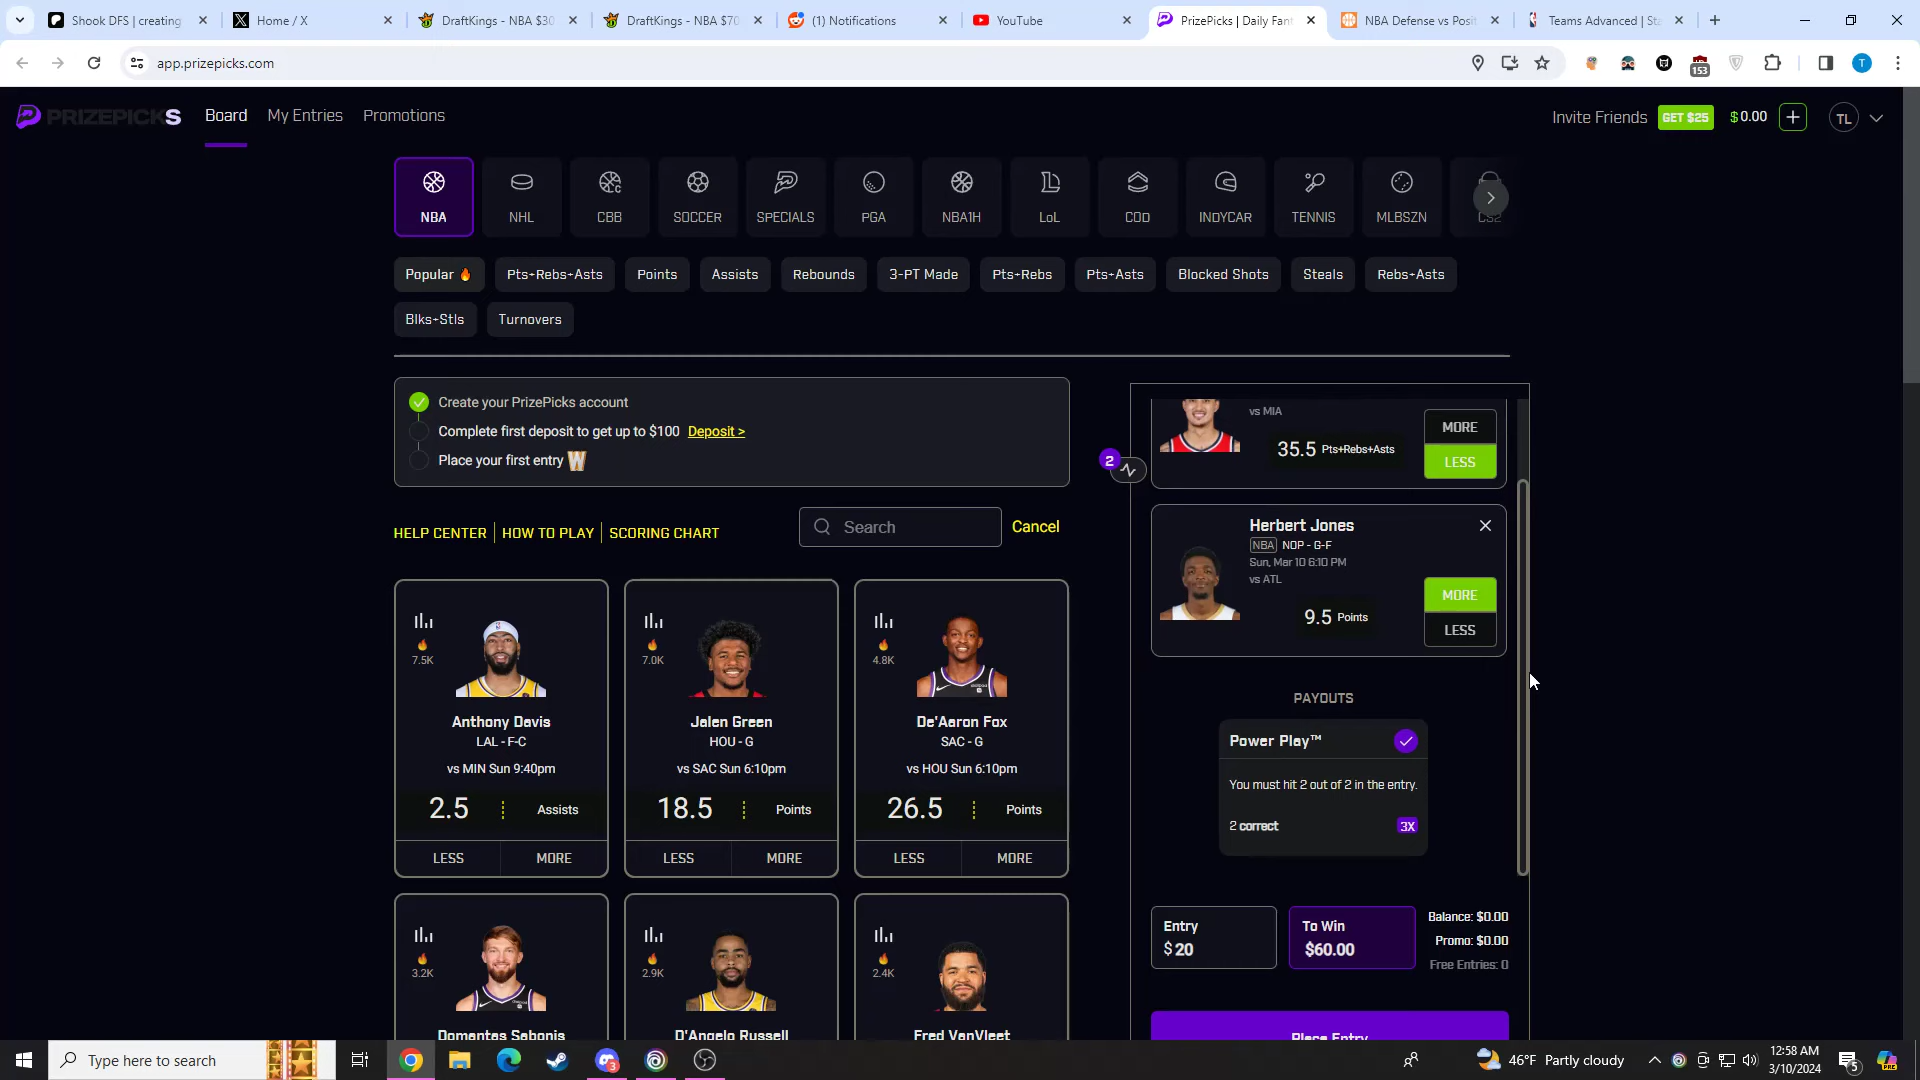 Shook DFS | creating
Home / X
DraftKings - NBA $30
DraftKings - NBA $70
(1) Notifications
YouTube
PrizePicks | Daily Fant
NBA Defense vs Posit
Teams Advanced | Sta
app.prizepicks.com
153
T
PRIZEPICKS
Board
My Entries
Promotions
Invite Friends
GET $25
$0.00
TL
NBA
NHL
CBB
SOCCER
SPECIALS
PGA
NBA1H
LoL
COD
INDYCAR
TENNIS
MLBSZN
CS2
Popular
Pts+Rebs+Asts
Points
Assists
Rebounds
3-PT Made
Pts+Rebs
Pts+Asts
Blocked Shots
Steals
Rebs+Asts
Blks+Stls
Turnovers
Create your PrizePicks account
Complete first deposit to get up to $100 Deposit >
Place your first entry
HELP CENTER
HOW TO PLAY
SCORING CHART
Search
Cancel
7.5K
Anthony Davis
LAL - F-C
vs MIN Sun 9:40pm
2.5
Assists
LESS
MORE
7.0K
Jalen Green
HOU - G
vs SAC Sun 6:10pm
18.5
Points
LESS
MORE
4.8K
De'Aaron Fox
SAC - G
vs HOU Sun 6:10pm
26.5
Points
LESS
MORE
3.2K
Domantas Sabonis
2.9K
D'Angelo Russell
2.4K
Fred VanVleet
2
vs MIA
35.5 Pts+Rebs+Asts
MORE
LESS
Herbert Jones
NBA NOP - G-F
Sun, Mar 10 6:10 PM
vs ATL
9.5 Points
MORE
LESS
PAYOUTS
Power Play™
You must hit 2 out of 2 in the entry.
2 correct
3X
Entry
$ 20
To Win
$60.00
Balance: $0.00
Promo: $0.00
Free Entries: 0
Place Entry
Type here to search
3
46°F Partly cloudy
12:58 AM
3/10/2024
5
PRE